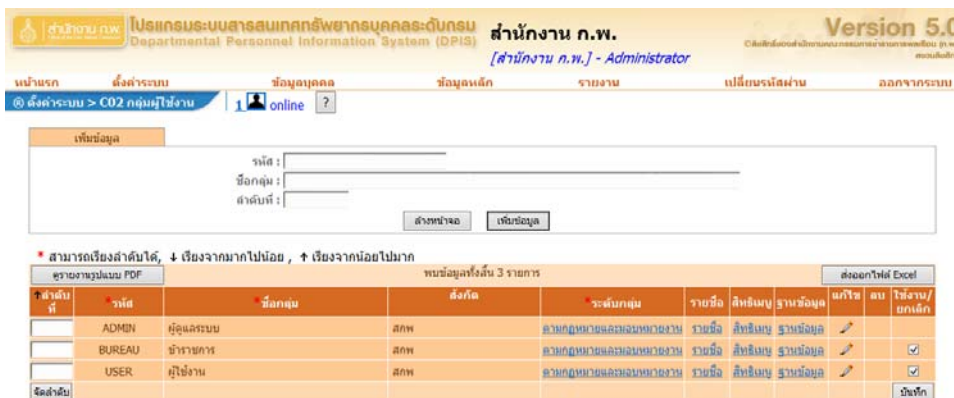 สำนักงาน ก.พ. โปรแกรมระบบสารสนเทศทรัพยากรบุคคลระดับกรม สำนักงาน ก.พ. Version 5.0
Departmental Personnel Information System (DPIS)
[สำนักงาน ก.พ.] - Administrator
หน้าแรก ตั้งค่าระบบ ข้อมูลบุคคล ข้อมูลหลัก รายงาน เปลี่ยนรหัสผ่าน ออกจากระบบ
ตั้งค่าระบบ > C02 กลุ่มผู้ใช้งาน 1 online ?
เพิ่มข้อมูล
รหัส :
ชื่อกลุ่ม :
ลำดับที่ :
ล้างหน้าจอ เพิ่มข้อมูล
* สามารถเรียงลำดับได้, ↓ เรียงจากมากไปน้อย , ↑ เรียงจากน้อยไปมาก
ดูรายงานรูปแบบ PDF พบข้อมูลทั้งสิ้น 3 รายการ ส่งออกไฟล์ Excel
↑ลำดับที่ *รหัส *ชื่อกลุ่ม สังกัด *ระดับกลุ่ม รายชื่อ สิทธิเมนู ฐานข้อมูล แก้ไข ลบ ใช้งาน/ยกเลิก
ADMIN ผู้ดูแลระบบ สกพ ตามกฎหมายและมอบหมายงาน รายชื่อ สิทธิเมนู ฐานข้อมูล
BUREAU ข้าราชการ สกพ ตามกฎหมายและมอบหมายงาน รายชื่อ สิทธิเมนู ฐานข้อมูล
USER ผู้ใช้งาน สกพ ตามกฎหมายและมอบหมายงาน รายชื่อ สิทธิเมนู ฐานข้อมูล
จัดลำดับ บันทึก